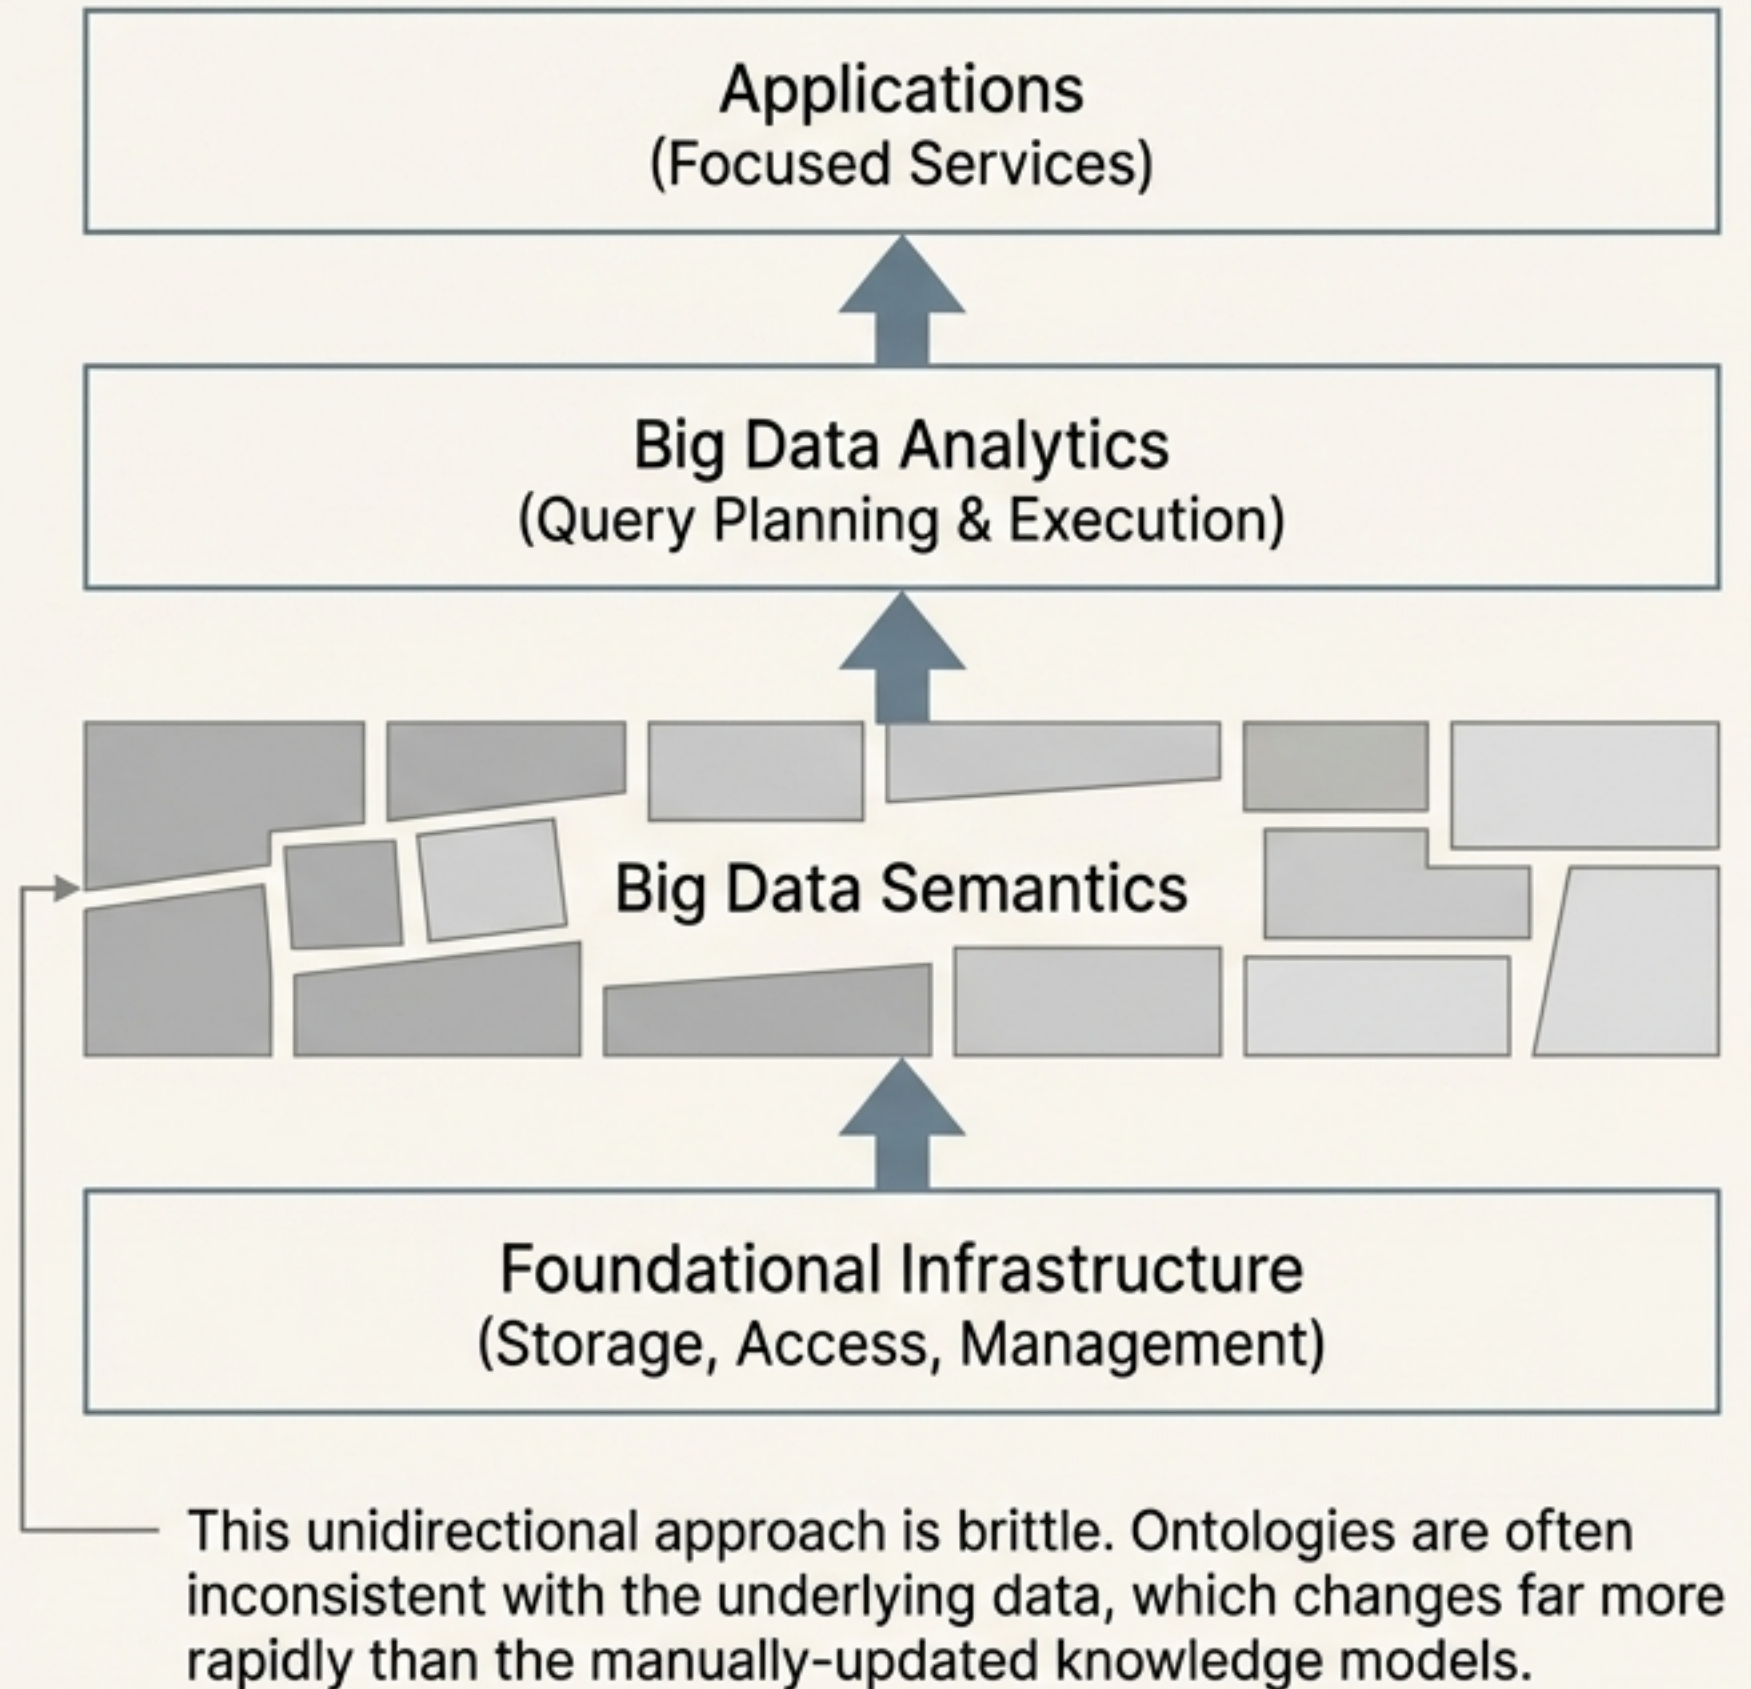 Applications
(Focused Services)
Big Data Analytics
(Query Planning & Execution)
Big Data Semantics
Foundational Infrastructure
(Storage, Access, Management)
This unidirectional approach is brittle. Ontologies are often
inconsistent with the underlying data, which changes far more
rapidly than the manually-updated knowledge models.